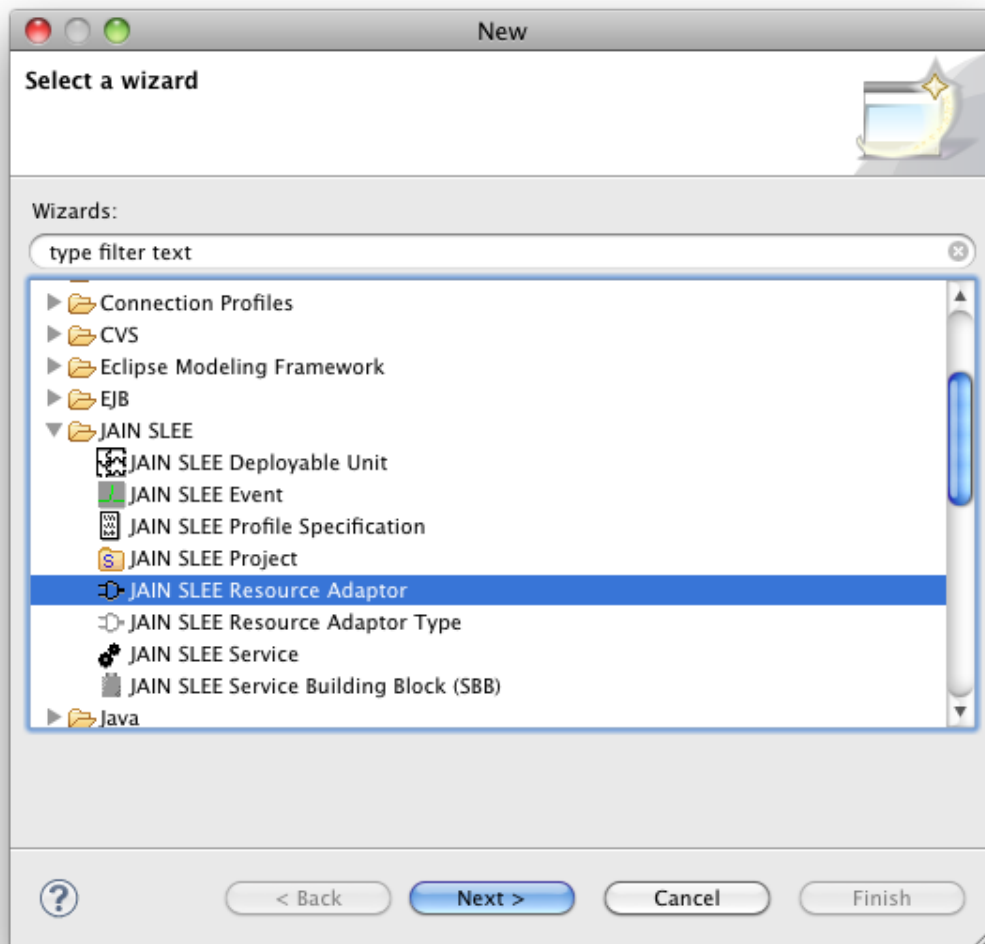 New
Select a wizard
Wizards:
type filter text
Connection Profiles
CVS
Eclipse Modeling Framework
EJB
JAIN SLEE
JAIN SLEE Deployable Unit
JAIN SLEE Event
JAIN SLEE Profile Specification
S JAIN SLEE Project
JAIN SLEE Resource Adaptor
JAIN SLEE Resource Adaptor Type
JAIN SLEE Service
JAIN SLEE Service Building Block (SBB)
Java
? < Back Next > Cancel Finish